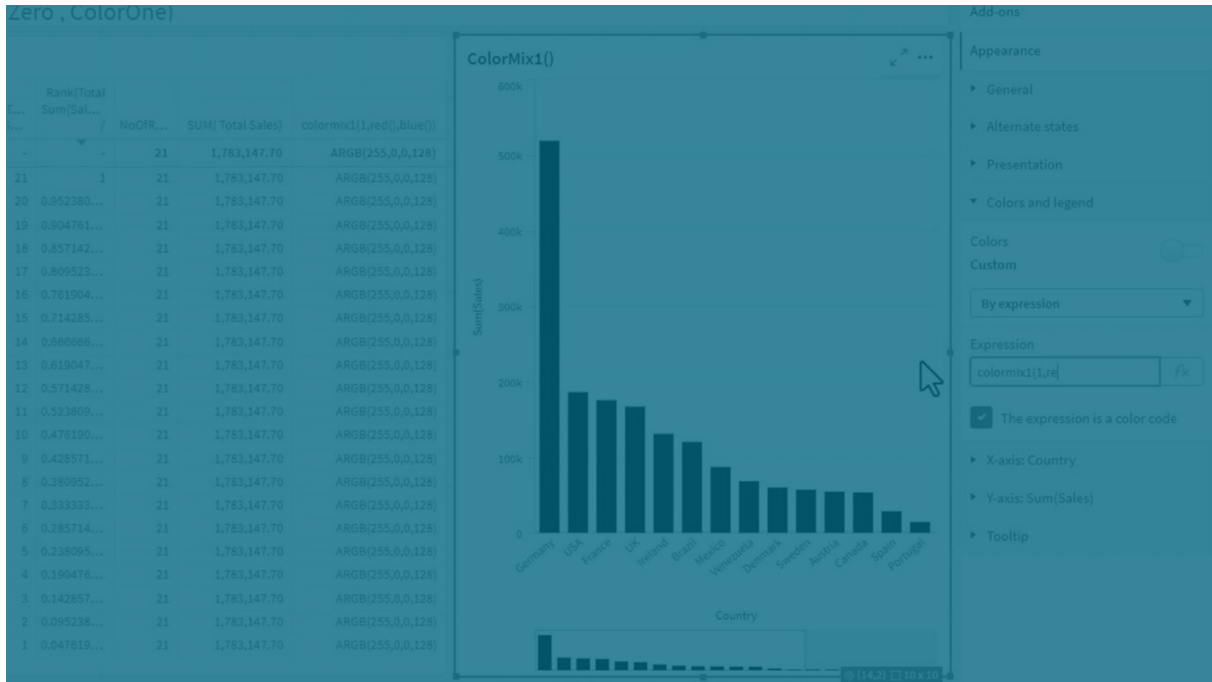 Zero , ColorOne)
Add-ons
ColorMix1()
Appearance
General
Alternate states
Presentation
Colors and legend
Colors
Custom
By expression
Expression
colormix1(1,re
fx
The expression is a color code
X-axis: Country
Y-axis: Sum(Sales)
Tooltip
Rank(Total
Sum(Sal...
/ NoOfR... SUM( Total Sales) colormix1(1,red(),blue())
- - 21 1,783,147.70 ARGB(255,0,0,128)
21 1 21 1,783,147.70 ARGB(255,0,0,128)
20 0.952380... 21 1,783,147.70 ARGB(255,0,0,128)
19 0.904761... 21 1,783,147.70 ARGB(255,0,0,128)
18 0.857142... 21 1,783,147.70 ARGB(255,0,0,128)
17 0.809523... 21 1,783,147.70 ARGB(255,0,0,128)
16 0.761904... 21 1,783,147.70 ARGB(255,0,0,128)
15 0.714285... 21 1,783,147.70 ARGB(255,0,0,128)
14 0.666666... 21 1,783,147.70 ARGB(255,0,0,128)
13 0.619047... 21 1,783,147.70 ARGB(255,0,0,128)
12 0.571428... 21 1,783,147.70 ARGB(255,0,0,128)
11 0.523809... 21 1,783,147.70 ARGB(255,0,0,128)
10 0.476190... 21 1,783,147.70 ARGB(255,0,0,128)
9 0.428571... 21 1,783,147.70 ARGB(255,0,0,128)
8 0.380952... 21 1,783,147.70 ARGB(255,0,0,128)
7 0.333333... 21 1,783,147.70 ARGB(255,0,0,128)
6 0.285714... 21 1,783,147.70 ARGB(255,0,0,128)
5 0.238095... 21 1,783,147.70 ARGB(255,0,0,128)
4 0.190476... 21 1,783,147.70 ARGB(255,0,0,128)
3 0.142857... 21 1,783,147.70 ARGB(255,0,0,128)
2 0.095238... 21 1,783,147.70 ARGB(255,0,0,128)
1 0.047619... 21 1,783,147.70 ARGB(255,0,0,128)
600k
500k
400k
300k
200k
100k
0
Sum(Sales)
Germany USA France UK Ireland Brazil Mexico Venezuela Denmark Sweden Austria Canada Spain Portugal
Country
(14,2) 10 x 10